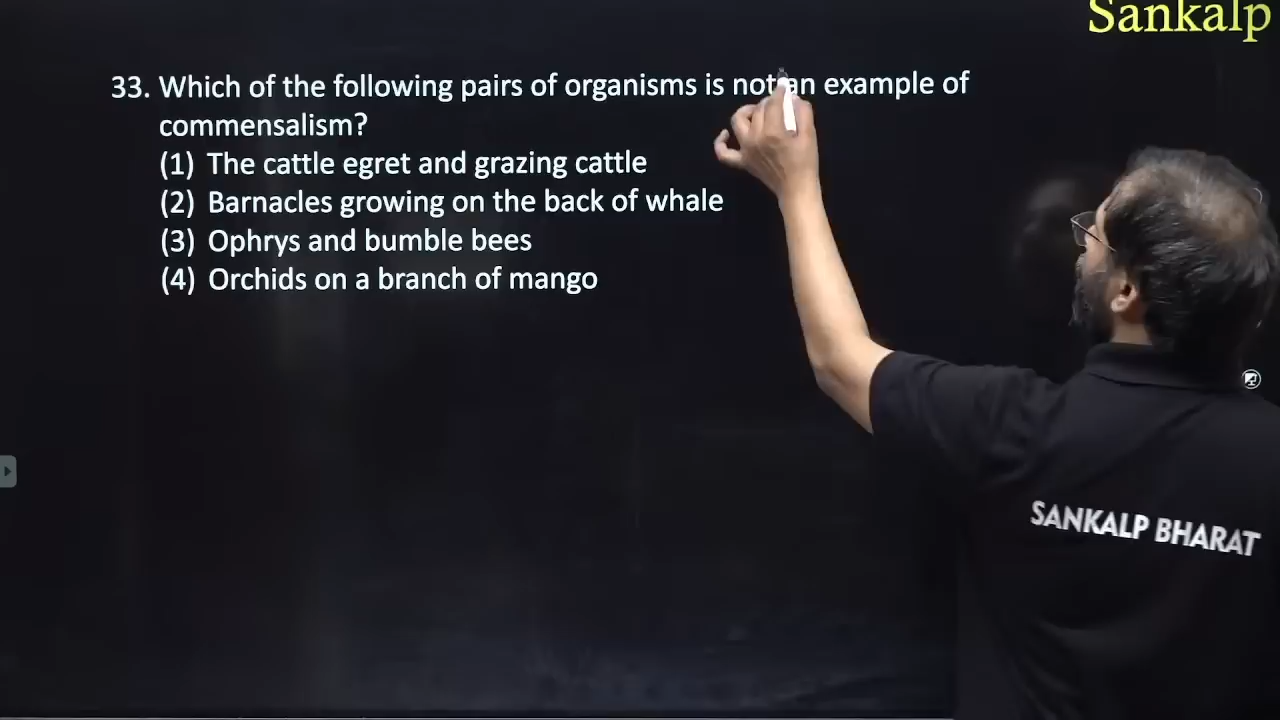 Sankalp
33. Which of the following pairs of organisms is not an example of
commensalism?
(1) The cattle egret and grazing cattle
(2) Barnacles growing on the back of whale
(3) Ophrys and bumble bees
(4) Orchids on a branch of mango
SANKALP BHARAT